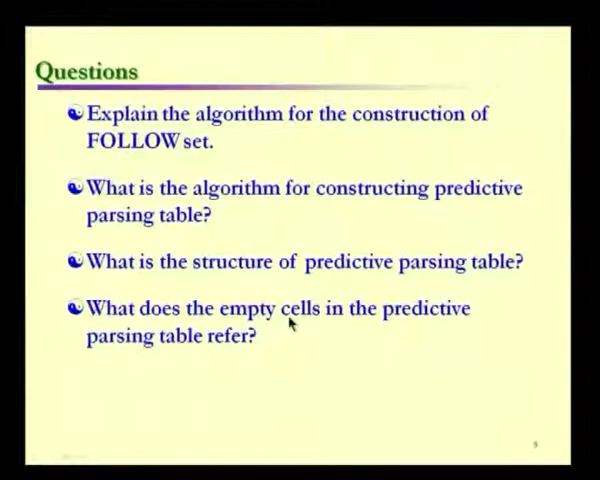 Questions
Explain the algorithm for the construction of
FOLLOW set.
What is the algorithm for constructing predictive
parsing table?
What is the structure of predictive parsing table?
What does the empty cells in the predictive
parsing table refer?